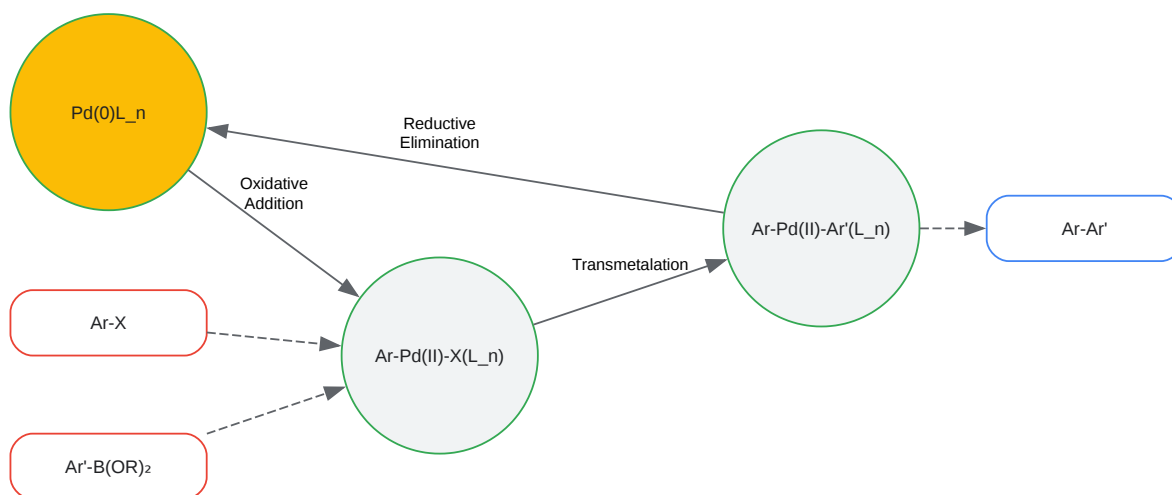 Pd(0)L_n
Reductive
Elimination
Oxidative
Addition
Ar-Pd(II)-Ar'(L_n)
Ar-Ar'
Transmetalation
Ar-X
Ar-Pd(II)-X(L_n)
Ar'-B(OR)₂